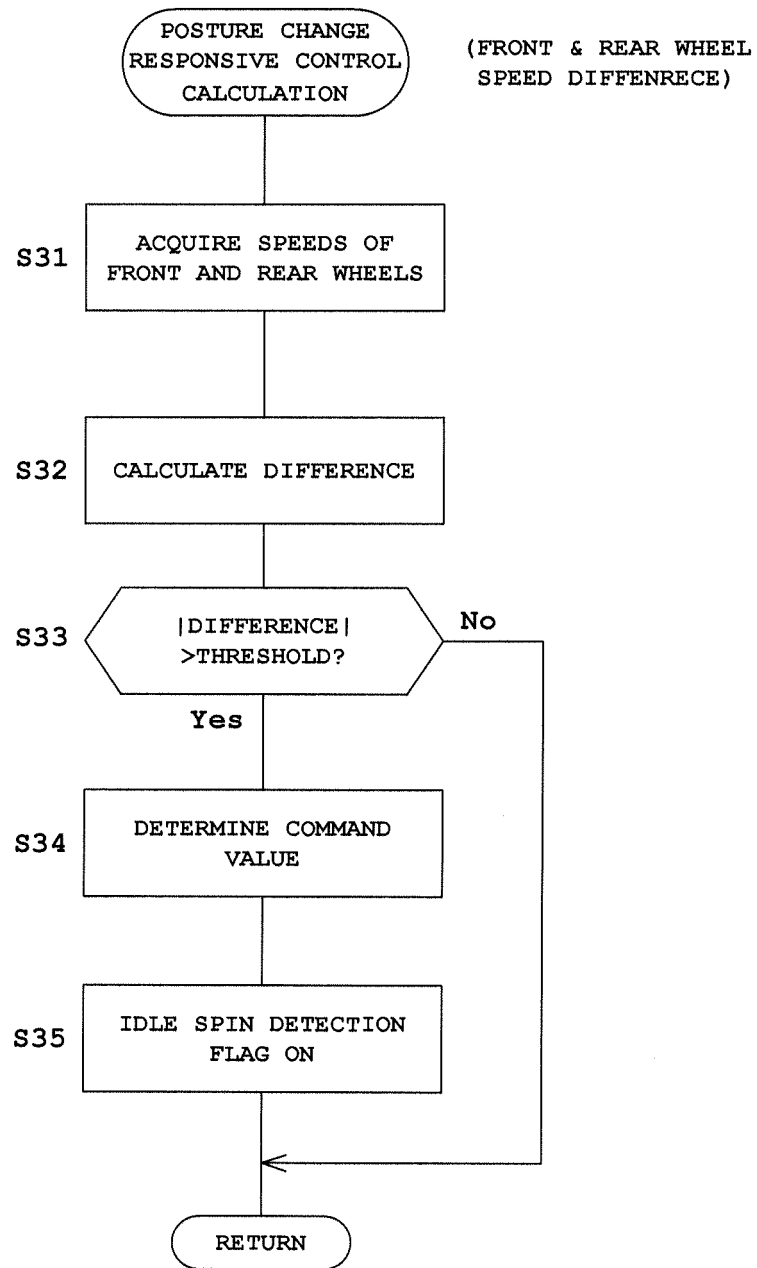 POSTURE CHANGE
RESPONSIVE CONTROL
CALCULATION
(FRONT & REAR WHEEL
SPEED DIFFENRECE)
S31
ACQUIRE SPEEDS OF
FRONT AND REAR WHEELS
S32
CALCULATE DIFFERENCE
S33
|DIFFERENCE|
>THRESHOLD?
No
Yes
S34
DETERMINE COMMAND
VALUE
S35
IDLE SPIN DETECTION
FLAG ON
RETURN